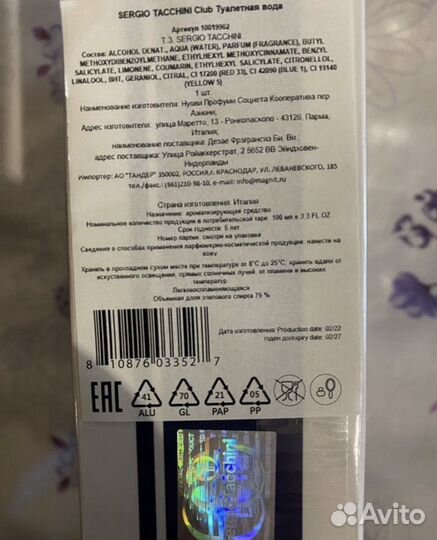 SERGIO TACCHINI Club Туалетная вода
Артикул 10019902
Т.З. SERGIO TACCHINI
Состав: ALCOHOL DENAT., AQUA (WATER), PARFUM (FRAGRANCE), BUTYL
METHOXYDIBENZOYLMETHANE, ETHYLHEXYL METHOXYCINNAMATE, BENZYL
SALICYLATE, LIMONENE, COUMARIN, ETHYLHEXYL SALICYLATE, CITRONELLOL,
LINALOOL, BHT, GERANIOL, CITRAL, CI 17200 (RED 33), CI 42090 (BLUE 1), CI 19140
(YELLOW 5)
1 шт.
Наименование изготовителя: Нуови Профуми Социета Кооператива пер
Азиони;
Адрес изготовителя: улица Маретто, 13 - Ронкопасколо - 43126, Парма,
Италия;
наименование поставщика: Дезае Фрэгрансиз Би. Ви.;
адрес поставщика: Улица Ройаккерстраат, 2 5652 BB Эйндховен-
Нидерланды
Импортер: АО "ТАНДЕР" 350002, РОССИЯ, Г. КРАСНОДАР, УЛ. ЛЕВАНЕВСКОГО, 185
тел./факс.: (861)210-98-10, e-mail: info@magnit.ru
Страна изготовления: Италия
Назначение: ароматизирующее средство
Номинальное количество продукции в потребительской таре: 100 мл e 3.3 FL.OZ.
Срок годности: 5 лет
Номер партии: смотри на упаковке
Сведения о способах применения парфюмерно-косметической продукции: нанести на
кожу
Хранить в прохладном сухом месте при температуре от 5°С до 25°С; хранить вдали от
искусственного освещения, прямых солнечных лучей, от пламени и высоких
температур
Легковоспламеняющаяся
Объемная доля этилового спирта 79 %
Дата изготовления/ Production date: 02/22
годен до/expiry date: 02/27
8 10876 03352 7
EAC
41
ALU
70
GL
21
PAP
05
PP
Tacchini
Avito